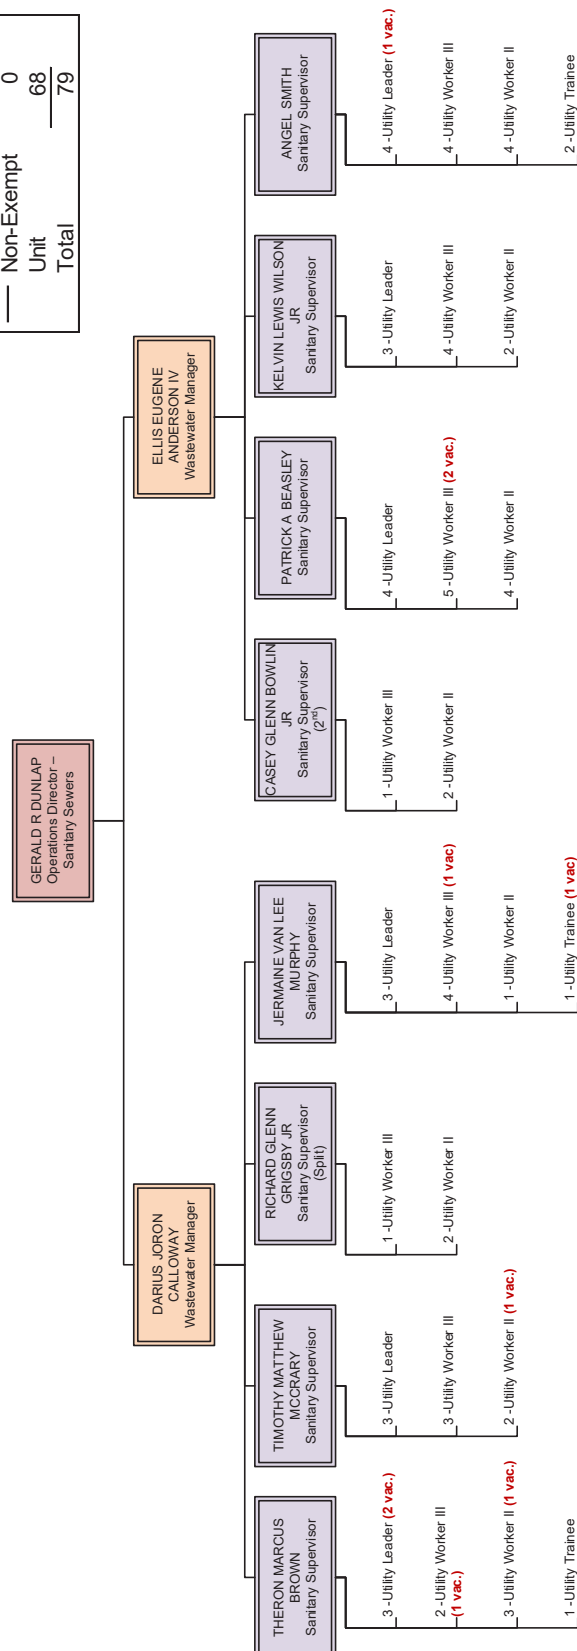 Non-Exempt 0
Unit 68
Total 79
GERALD R DUNLAP
Operations Director –
Sanitary Sewers
DARIUS JORON
CALLOWAY
Wastewater Manager
ELLIS EUGENE
ANDERSON IV
Wastewater Manager
THERON MARCUS
BROWN
Sanitary Supervisor
3 -Utility Leader (2 vac.)
2 -Utility Worker III
(1 vac.)
3 -Utility Worker II (1 vac.)
1 -Utility Trainee
TIMOTHY MATTHEW
MCCRARY
Sanitary Supervisor
3 -Utility Leader
3 -Utility Worker III
2 -Utility Worker II (1 vac.)
RICHARD GLENN
GRIGSBY JR
Sanitary Supervisor
(Split)
1 -Utility Worker III
2 -Utility Worker II
JERMAINE VAN LEE
MURPHY
Sanitary Supervisor
3 -Utility Leader
4 -Utility Worker III (1 vac)
1 -Utility Worker II
1 -Utility Trainee (1 vac)
CASEY GLENN BOWLIN
JR
Sanitary Supervisor
(2nd)
1 -Utility Worker III
2 -Utility Worker II
PATRICK A BEASLEY
Sanitary Supervisor
4 -Utility Leader
5 -Utility Worker III (2 vac.)
4 -Utility Worker II
KELVIN LEWIS WILSON
JR
Sanitary Supervisor
3 -Utility Leader
4 -Utility Worker III
2 -Utility Worker II
ANGEL SMITH
Sanitary Supervisor
4 -Utility Leader (1 vac.)
4 -Utility Worker III
4 -Utility Worker II
2 -Utility Trainee